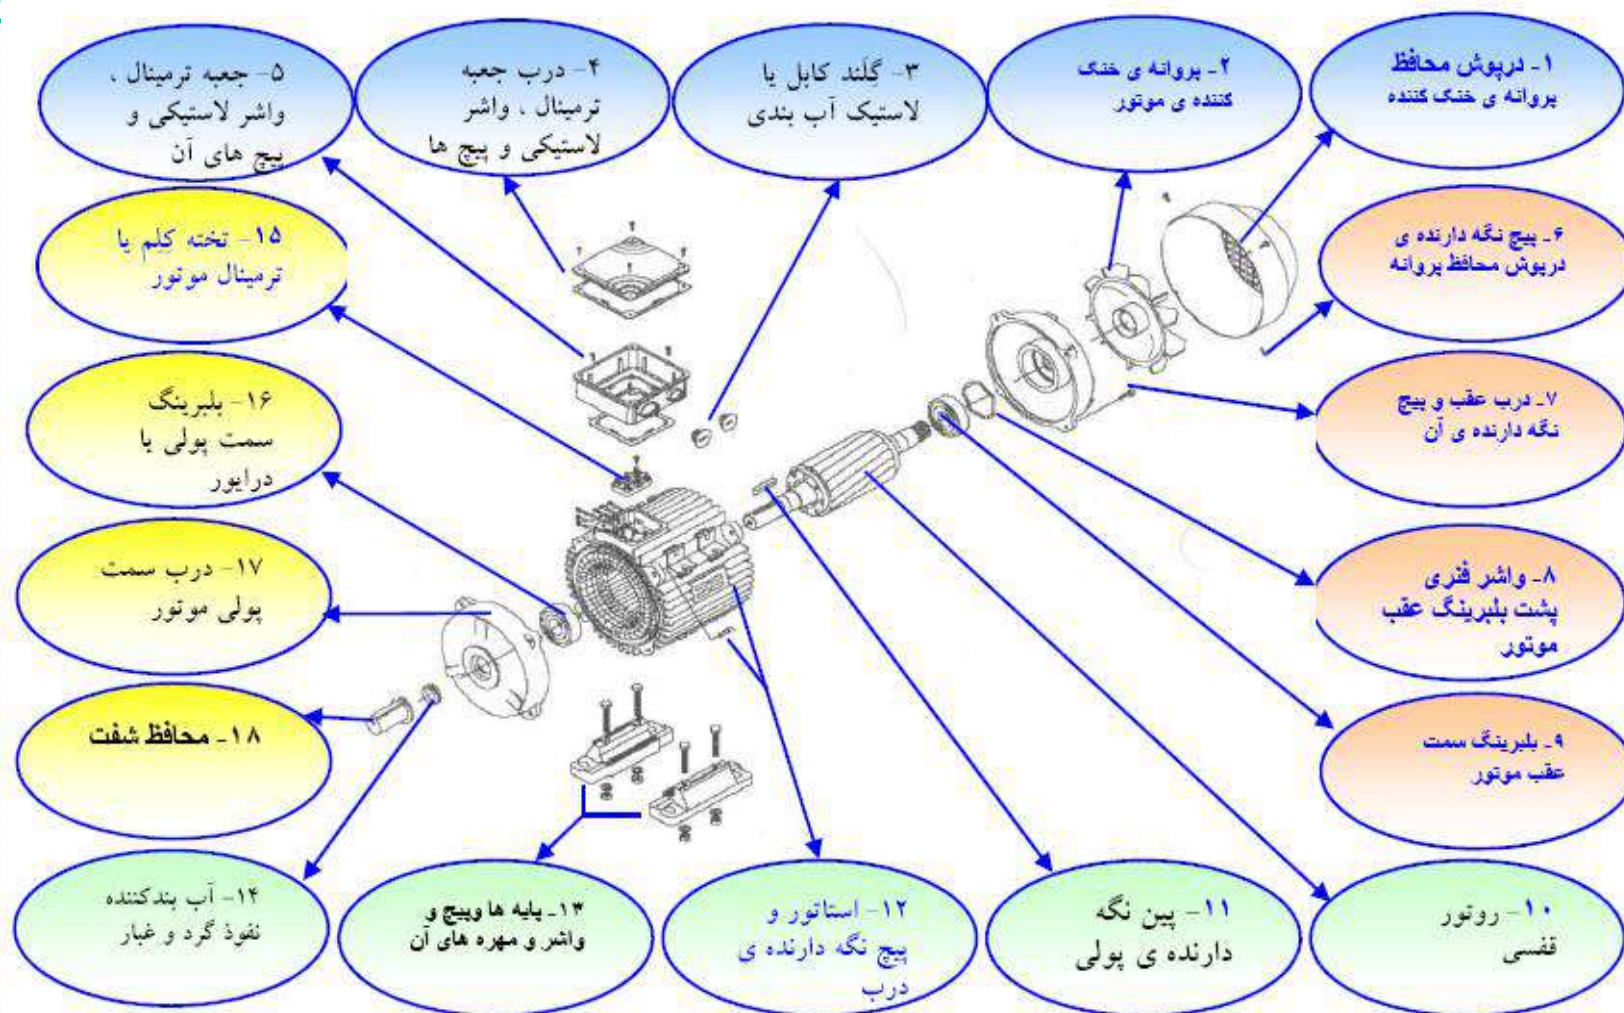 ۱- درپوش محافظ
پروانه ی خنک کننده
۲- پروانه ی خنک
کننده ی موتور
۳- گِلَند کابل یا
لاستیک آب بندی
۴- درب جعبه
ترمینال ، واشر
لاستیکی و پیچ ها
۵- جعبه ترمینال ،
واشر لاستیکی و
پیچ های آن
۶- پیچ نگه دارنده ی
درپوش محافظ پروانه
۷- درب عقب و پیچ
نگه دارنده ی آن
۸- واشر فنری
پشت بلبرینگ عقب
موتور
۹- بلبرینگ سمت
عقب موتور
۱۰- روتور
قفسی
۱۱- پین نگه
دارنده ی پولی
۱۲- استاتور و
پیچ نگه دارنده ی
درب
۱۳- پایه ها وپیچ و
واشر و مهره های آن
۱۴- آب بندکننده
نفوذ گرد و غبار
۱۵- تخته کِلِم یا
ترمینال موتور
۱۶- بلبرینگ
سمت پولی یا
درایور
۱۷- درب سمت
پولی موتور
۱۸- محافظ شفت